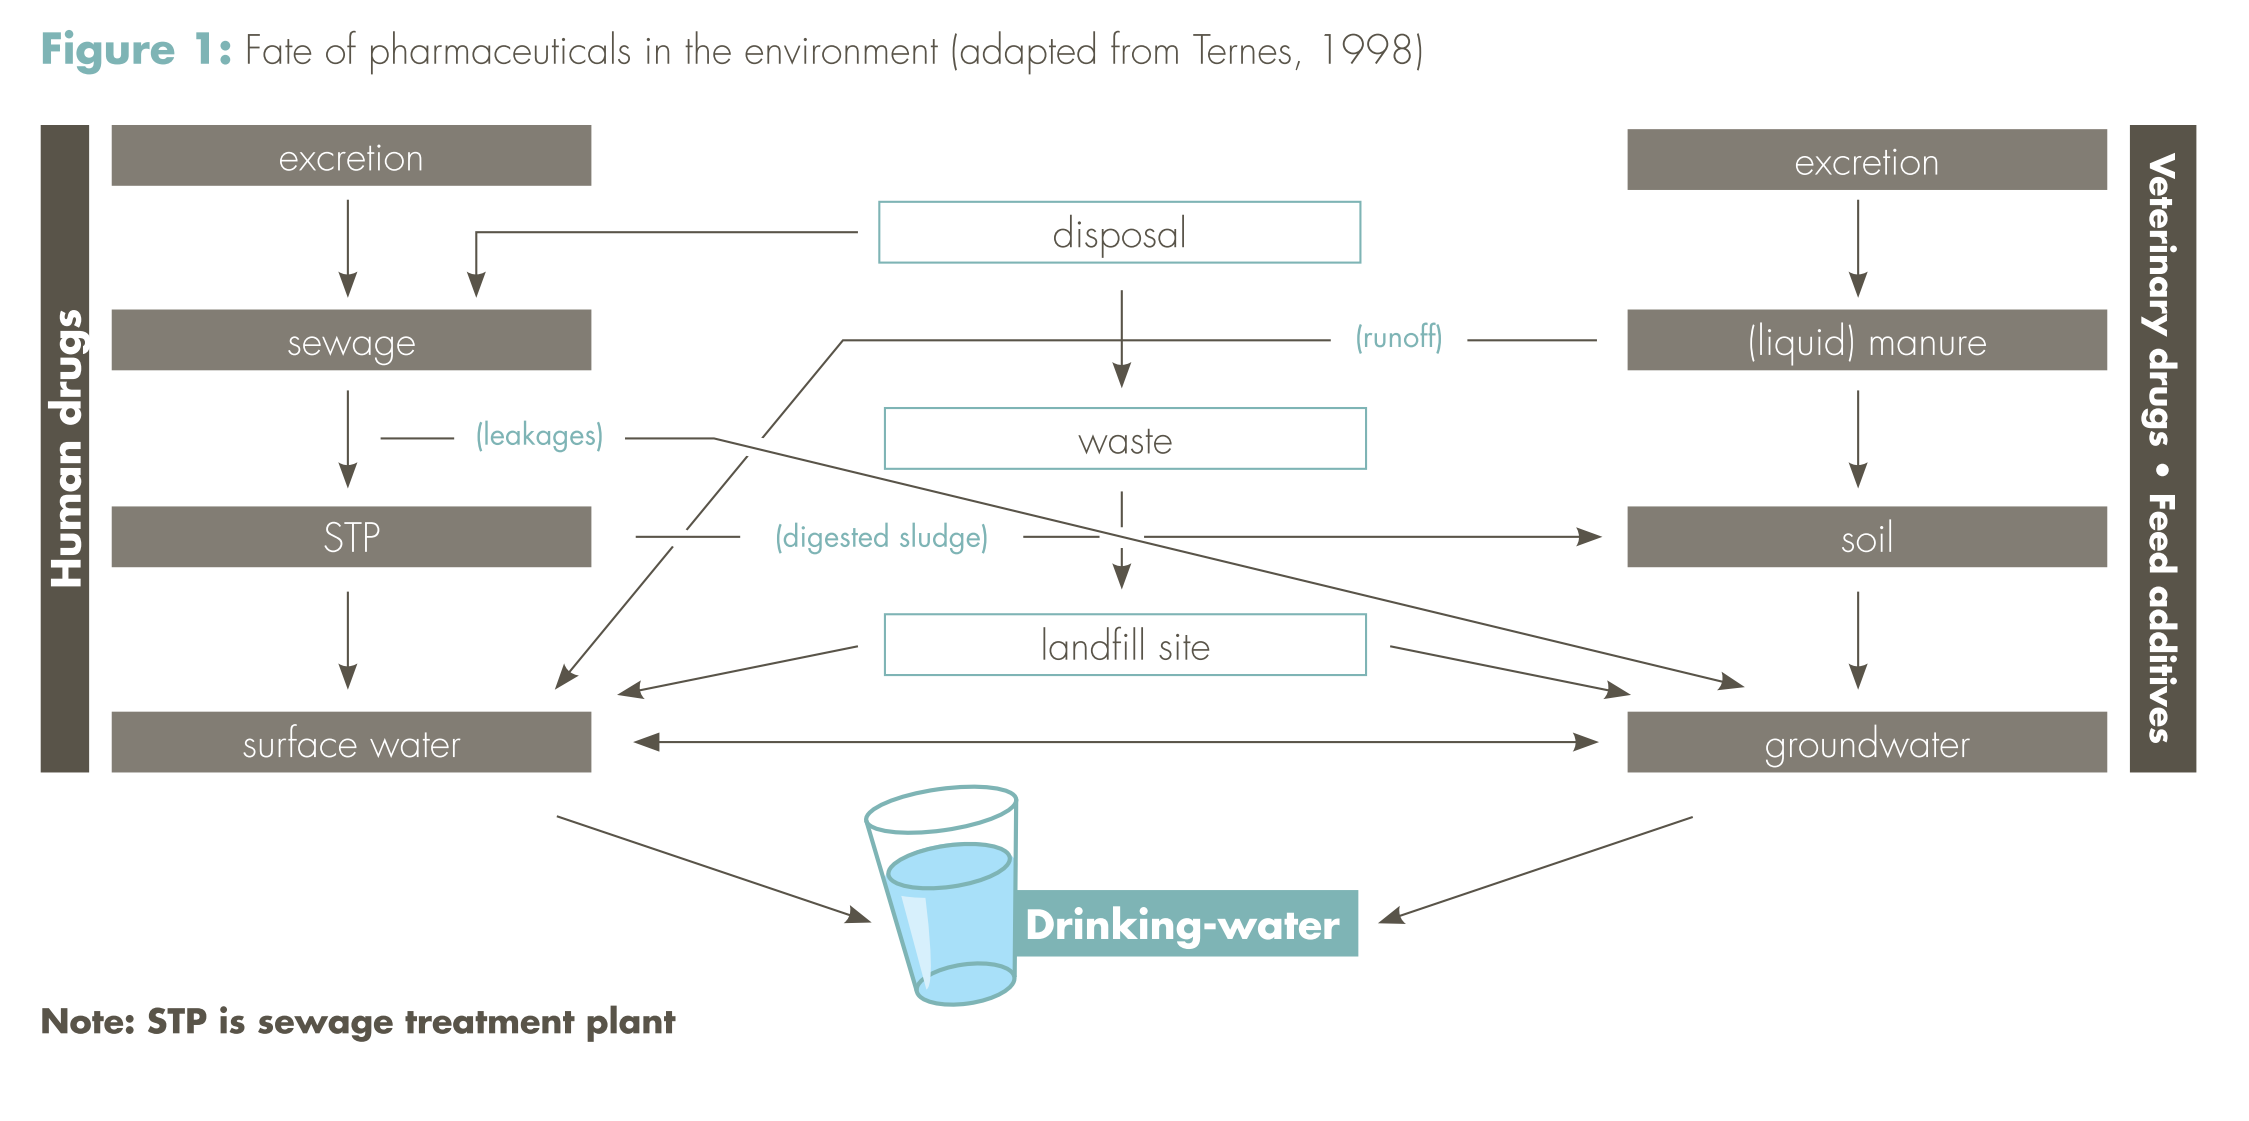 Figure 1: Fate of pharmaceuticals in the environment (adapted from Ternes, 1998)
Human drugs
excretion
sewage
(leakages)
STP
(digested sludge)
surface water
disposal
(runoff)
waste
landfill site
excretion
(liquid) manure
soil
groundwater
Veterinary drugs • Feed additives
Drinking-water
Note: STP is sewage treatment plant